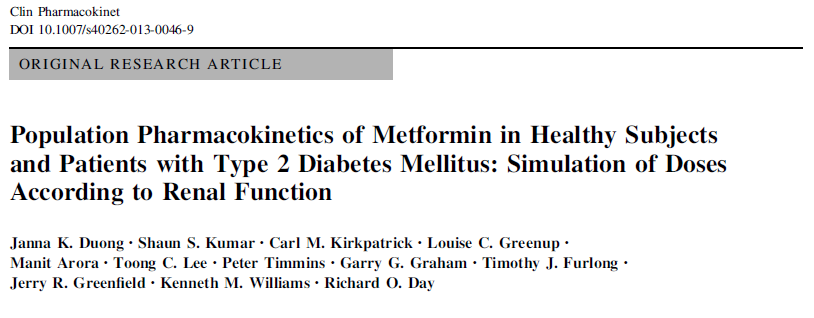 Clin Pharmacokinet
DOI 10.1007/s40262-013-0046-9
ORIGINAL RESEARCH ARTICLE
Population Pharmacokinetics of Metformin in Healthy Subjects
and Patients with Type 2 Diabetes Mellitus: Simulation of Doses
According to Renal Function
Janna K. Duong · Shaun S. Kumar · Carl M. Kirkpatrick · Louise C. Greenup ·
Manit Arora · Toong C. Lee · Peter Timmins · Garry G. Graham · Timothy J. Furlong ·
Jerry R. Greenfield · Kenneth M. Williams · Richard O. Day